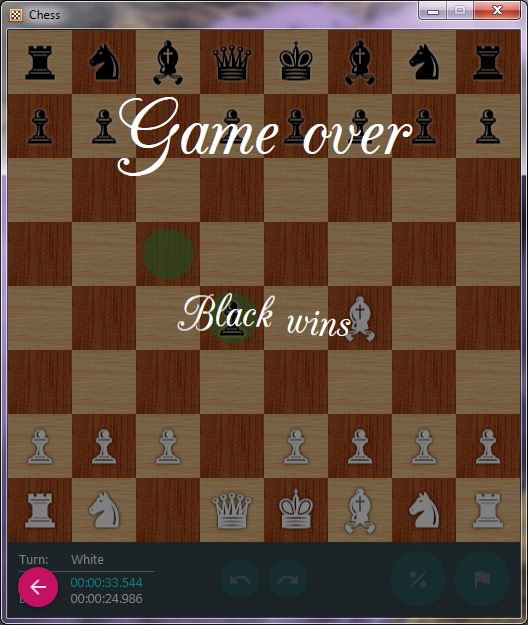 Chess
Game over
Black wins
Turn: White
00:00:33.544
00:00:24.986